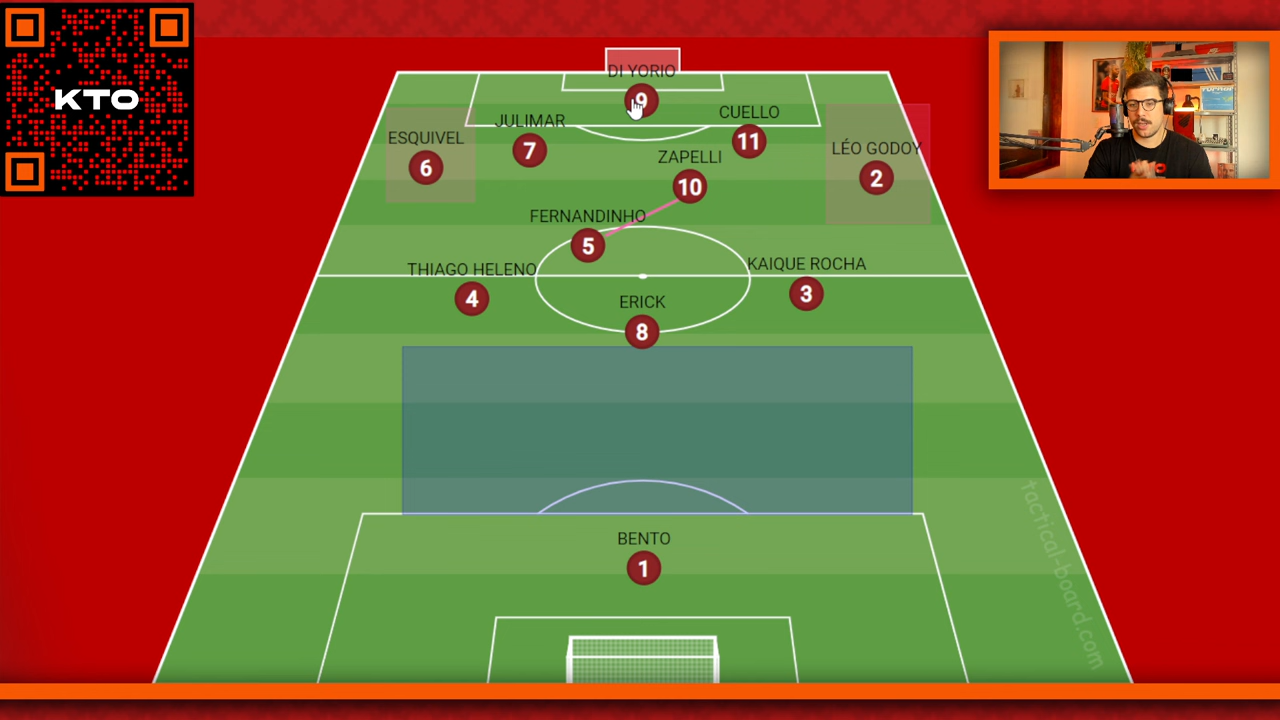 KTO
DI YORIO
9
CUELLO
11
JULIMAR
7
ESQUIVEL
6
LÉO GODOY
2
ZAPELLI
10
FERNANDINHO
5
THIAGO HELENO
4
KAIQUE ROCHA
3
ERICK
8
BENTO
1
tactical-board.com